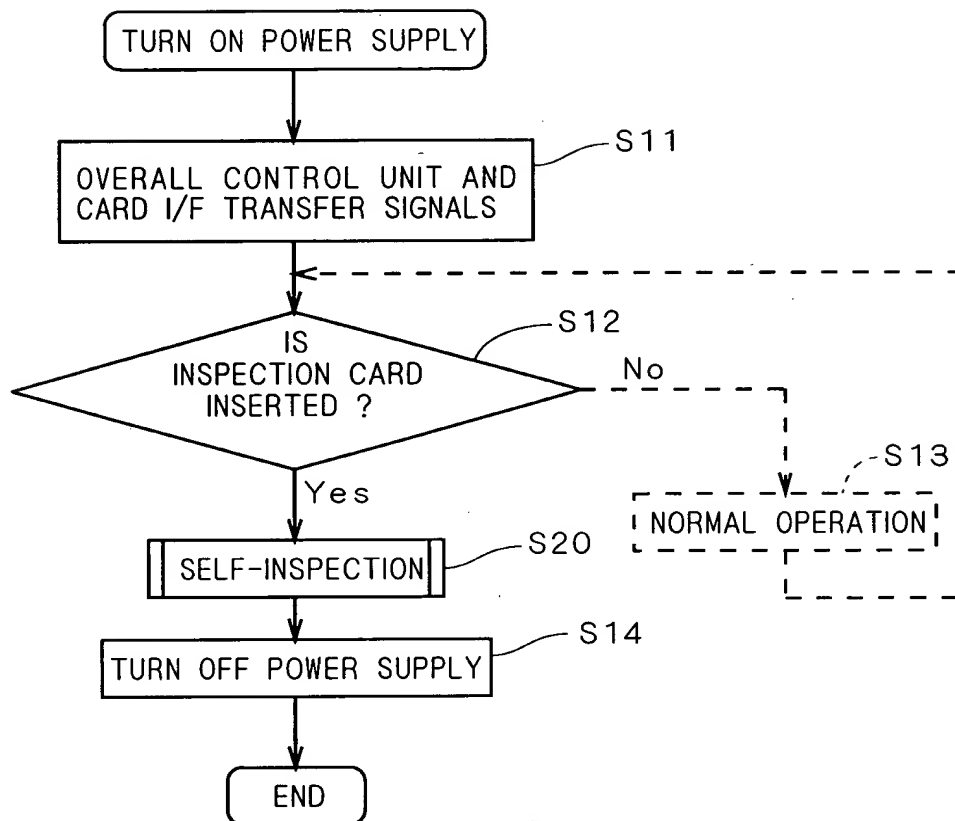 TURN ON POWER SUPPLY
S11
OVERALL CONTROL UNIT AND
CARD I/F TRANSFER SIGNALS
S12
IS
INSPECTION CARD
INSERTED ?
No
S13
NORMAL OPERATION
Yes
S20
SELF-INSPECTION
S14
TURN OFF POWER SUPPLY
END